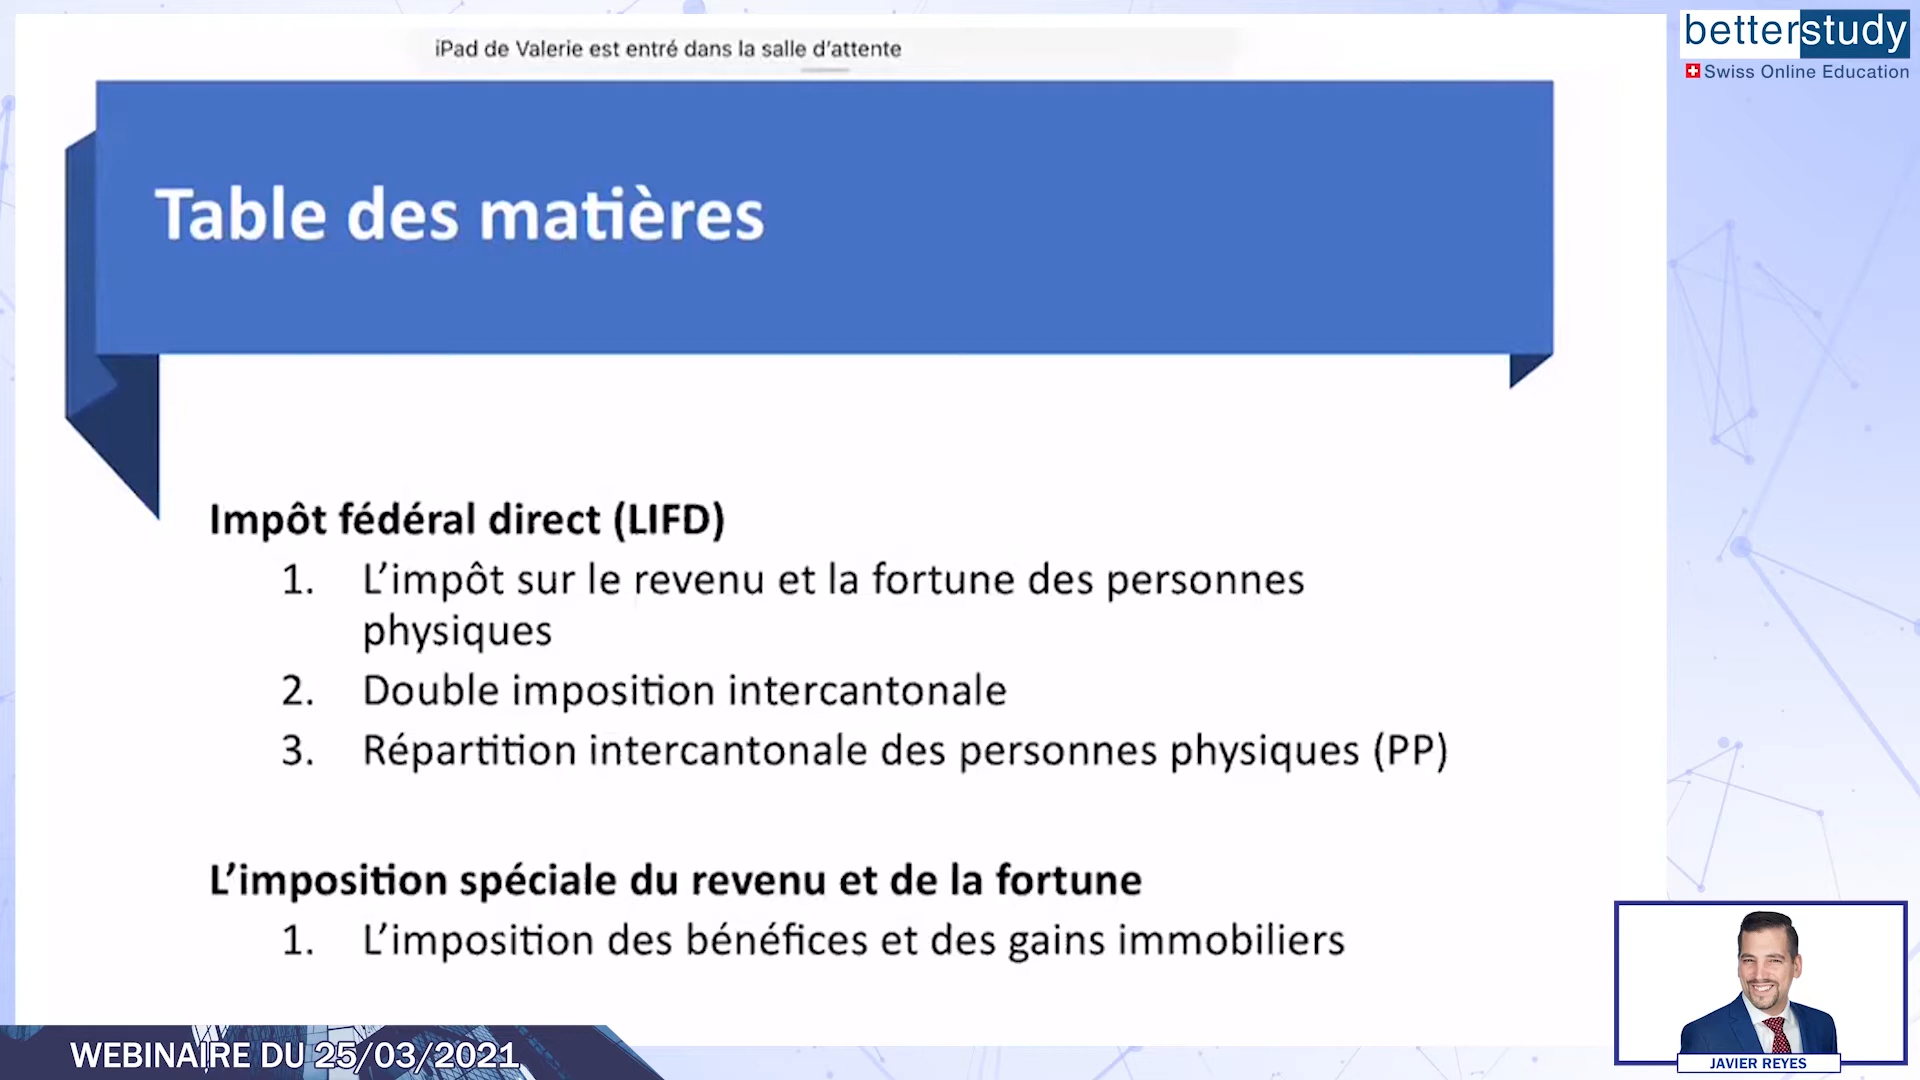 iPad de Valerie est entré dans la salle d’attente
betterstudy
Swiss Online Education
Table des matières
Impôt fédéral direct (LIFD)
1. L’impôt sur le revenu et la fortune des personnes
physiques
2. Double imposition intercantonale
3. Répartition intercantonale des personnes physiques (PP)
L’imposition spéciale du revenu et de la fortune
1. L’imposition des bénéfices et des gains immobiliers
WEBINAIRE DU 25/03/2021
JAVIER REYES